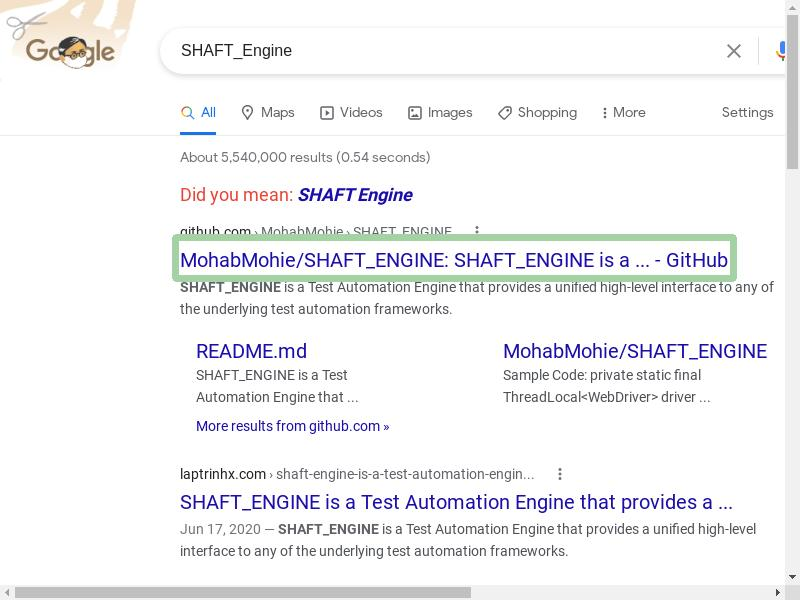 Google
SHAFT_Engine
All Maps Videos Images Shopping More Settings
About 5,540,000 results (0.54 seconds)
Did you mean: SHAFT Engine
github.com › MohabMohie › SHAFT_ENGINE
MohabMohie/SHAFT_ENGINE: SHAFT_ENGINE is a ... - GitHub
SHAFT_ENGINE is a Test Automation Engine that provides a unified high-level interface to any of
the underlying test automation frameworks.
README.md
SHAFT_ENGINE is a Test
Automation Engine that ...
MohabMohie/SHAFT_ENGINE
Sample Code: private static final
ThreadLocal<WebDriver> driver ...
More results from github.com »
laptrinhx.com › shaft-engine-is-a-test-automation-engin...
SHAFT_ENGINE is a Test Automation Engine that provides a ...
Jun 17, 2020 — SHAFT_ENGINE is a Test Automation Engine that provides a unified high-level
interface to any of the underlying test automation frameworks.